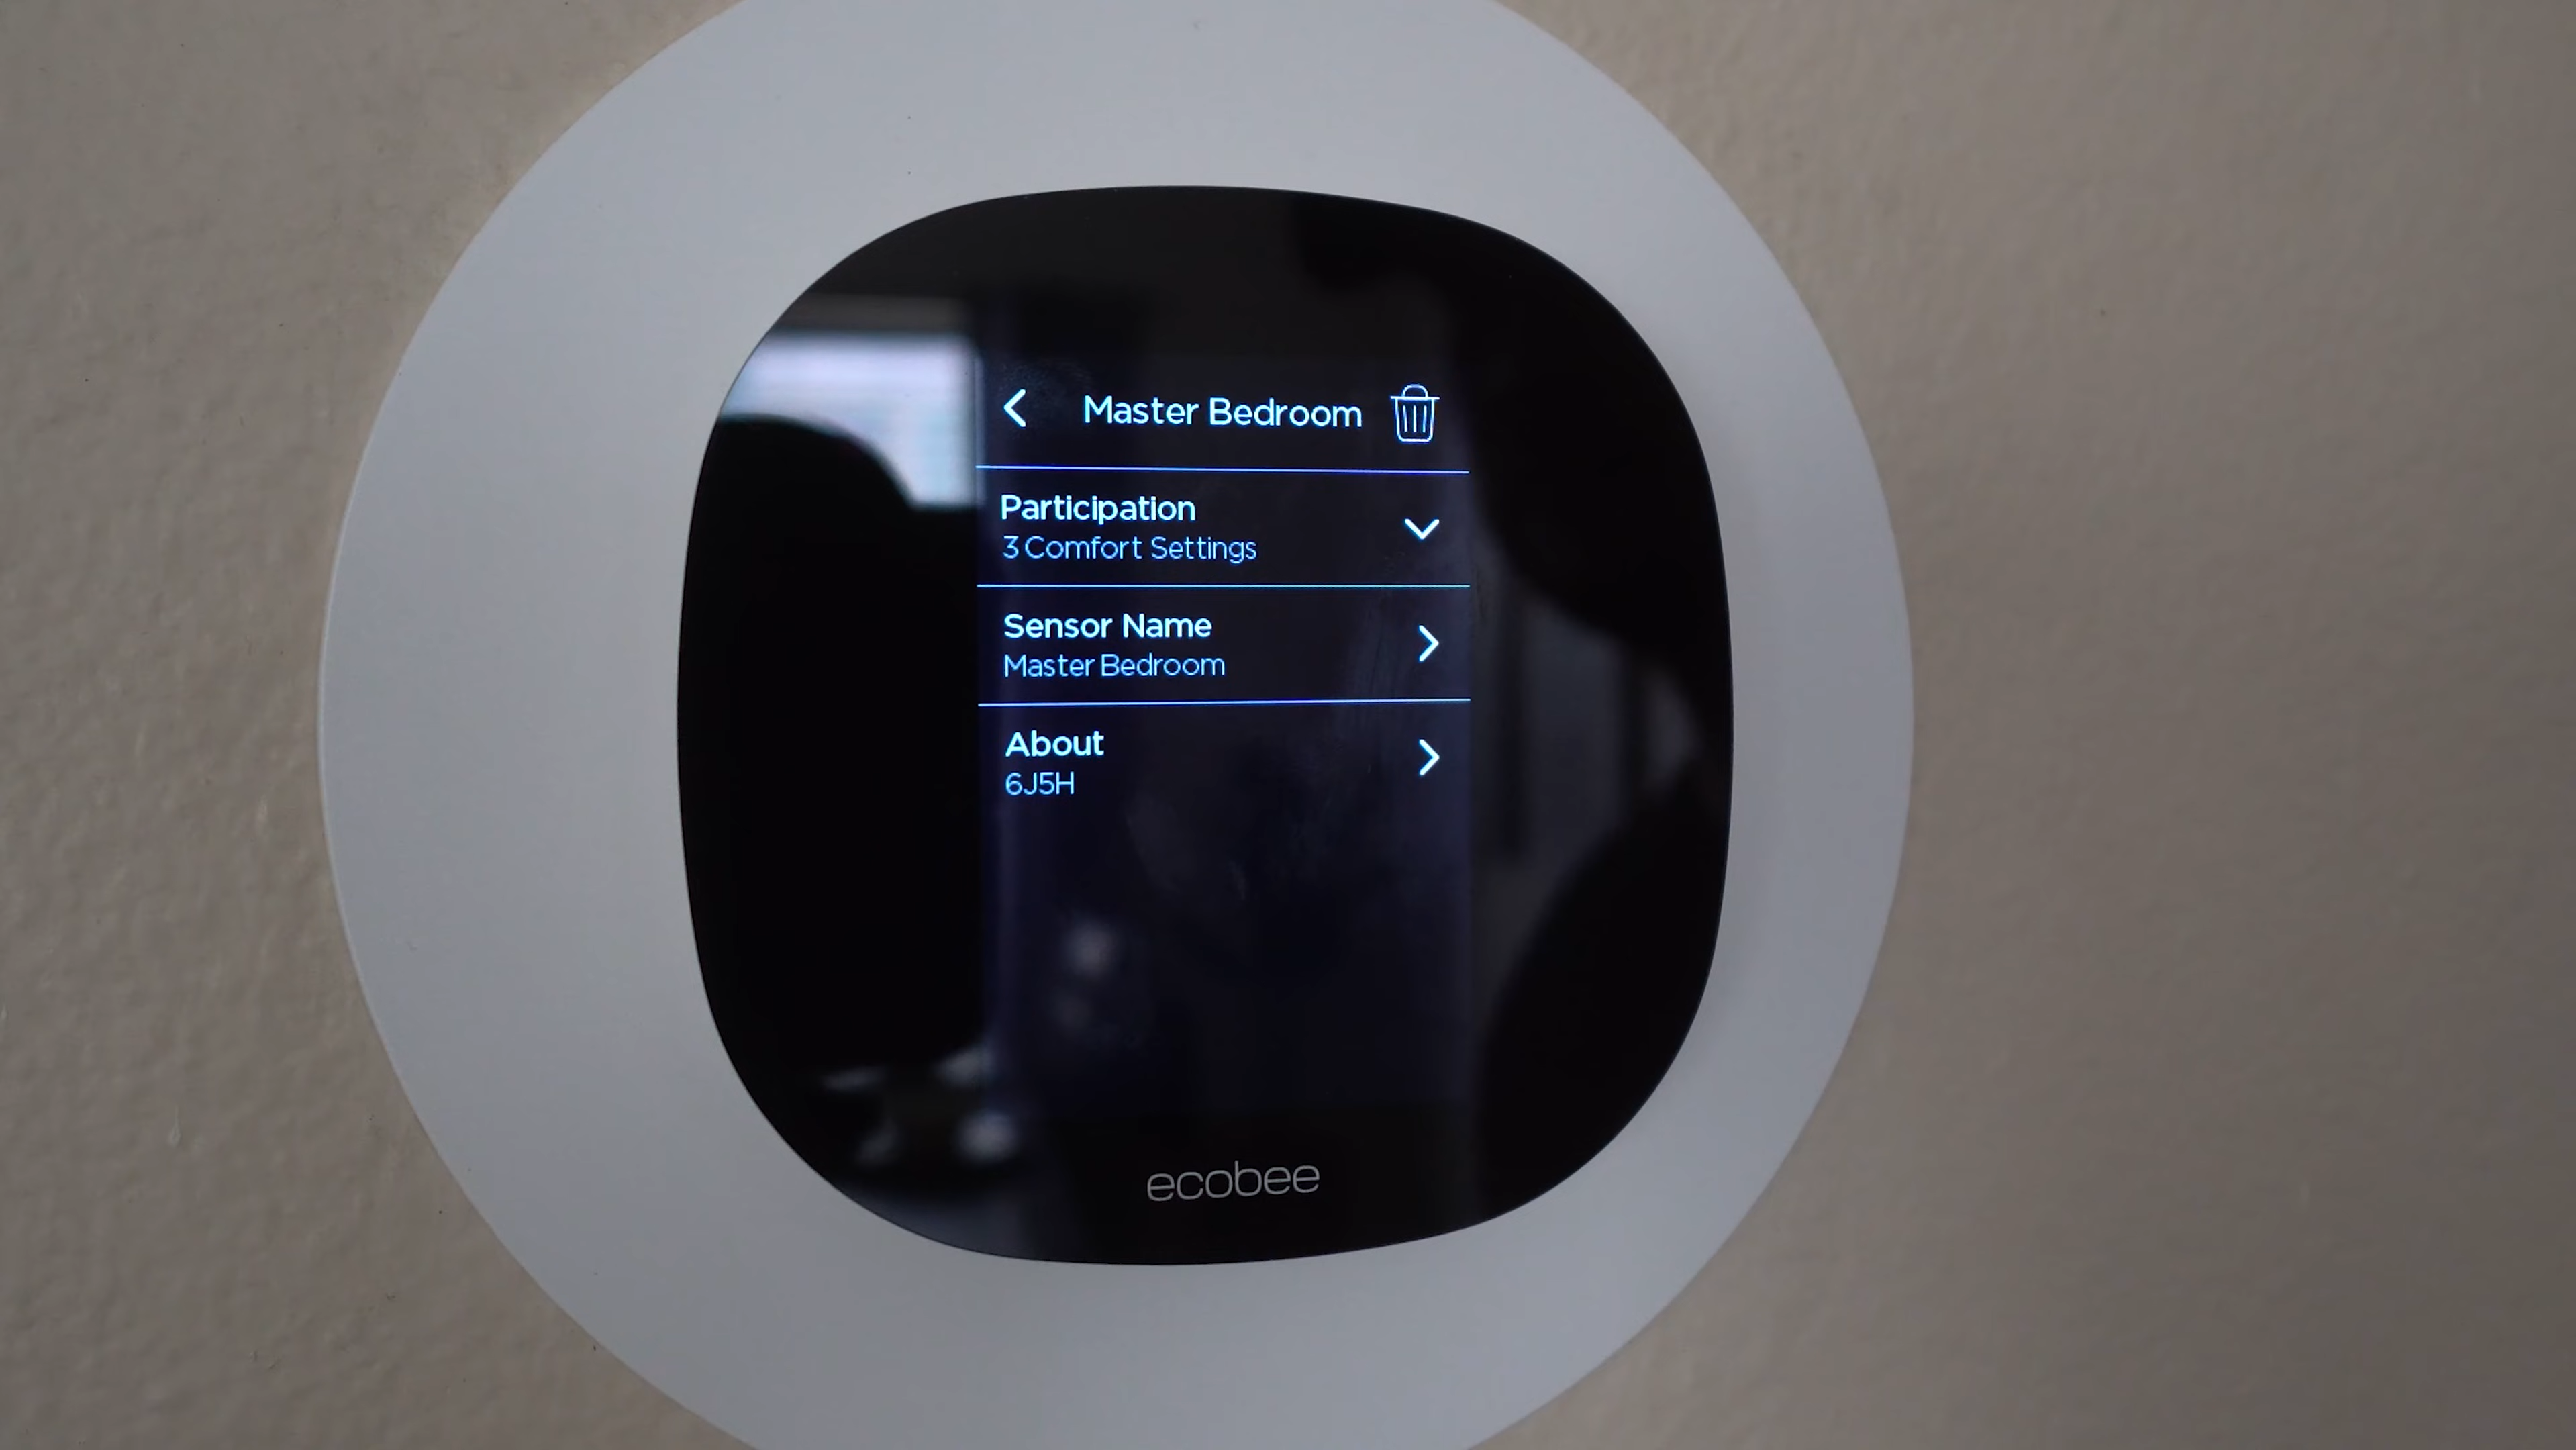 Master Bedroom
Participation
3 Comfort Settings
Sensor Name
Master Bedroom
About
6J5H
ecobee